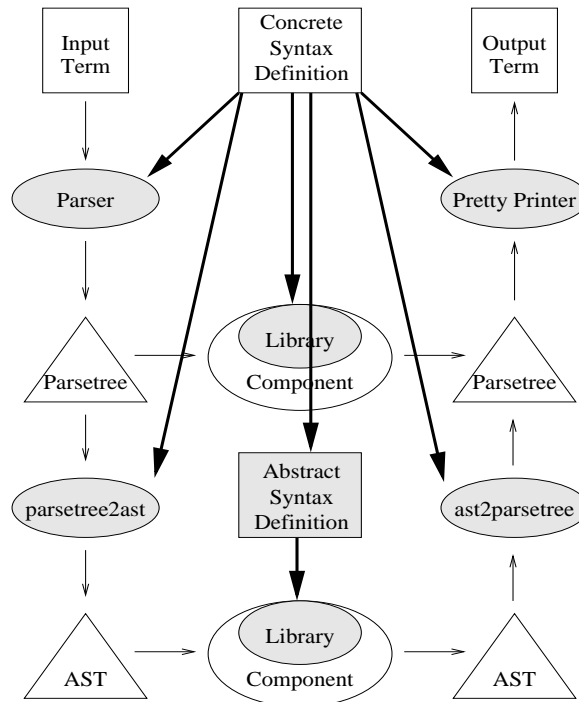 Input
Term
Concrete
Syntax
Definition
Output
Term
Parser
Pretty Printer
Library
Component
Parsetree
Parsetree
parsetree2ast
Abstract
Syntax
Definition
ast2parsetree
Library
Component
AST
AST